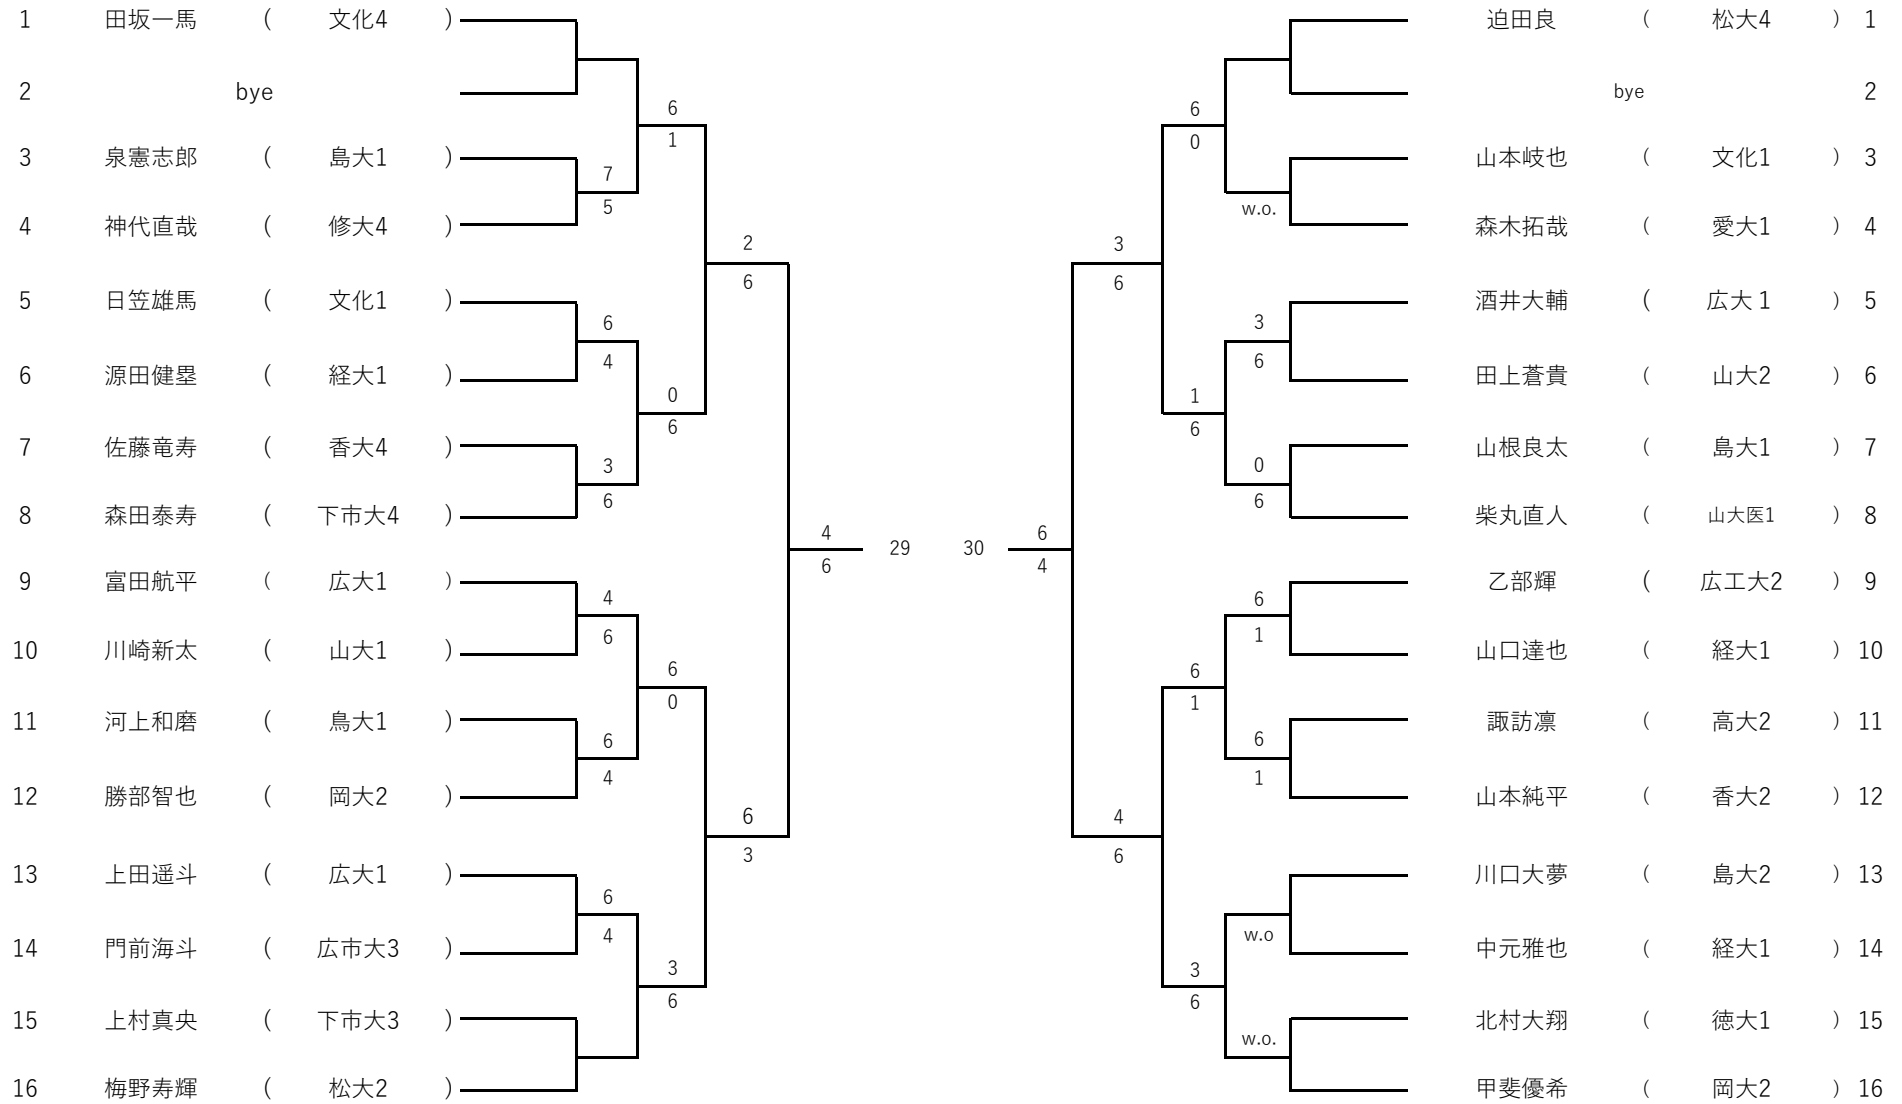 1 田坂一馬 ( 文化4 )
2 bye
6
1
3 泉憲志郎 ( 島大1 )
7
5
4 神代直哉 ( 修大4 )
2
6
5 日笠雄馬 ( 文化1 )
6
4
6 源田健塁 ( 経大1 )
0
6
7 佐藤竜寿 ( 香大4 )
3
6
8 森田泰寿 ( 下市大4 )
4
6
29
9 富田航平 ( 広大1 )
4
6
10 川崎新太 ( 山大1 )
6
0
11 河上和磨 ( 鳥大1 )
6
4
12 勝部智也 ( 岡大2 )
6
3
13 上田遥斗 ( 広大1 )
6
4
14 門前海斗 ( 広市大3 )
3
6
15 上村真央 ( 下市大3 )
16 梅野寿輝 ( 松大2 )
迫田良 ( 松大4 ) 1
bye 2
6
0
山本岐也 ( 文化1 ) 3
w.o.
森木拓哉 ( 愛大1 ) 4
3
6
酒井大輔 ( 広大１ ) 5
3
6
田上蒼貴 ( 山大2 ) 6
1
6
山根良太 ( 島大1 ) 7
0
6
柴丸直人 ( 山大医1 ) 8
30
6
4
乙部輝 ( 広工大2 ) 9
6
1
山口達也 ( 経大1 ) 10
6
1
諏訪凛 ( 高大2 ) 11
6
1
山本純平 ( 香大2 ) 12
4
6
川口大夢 ( 島大2 ) 13
w.o
中元雅也 ( 経大1 ) 14
3
6
北村大翔 ( 徳大1 ) 15
w.o.
甲斐優希 ( 岡大2 ) 16